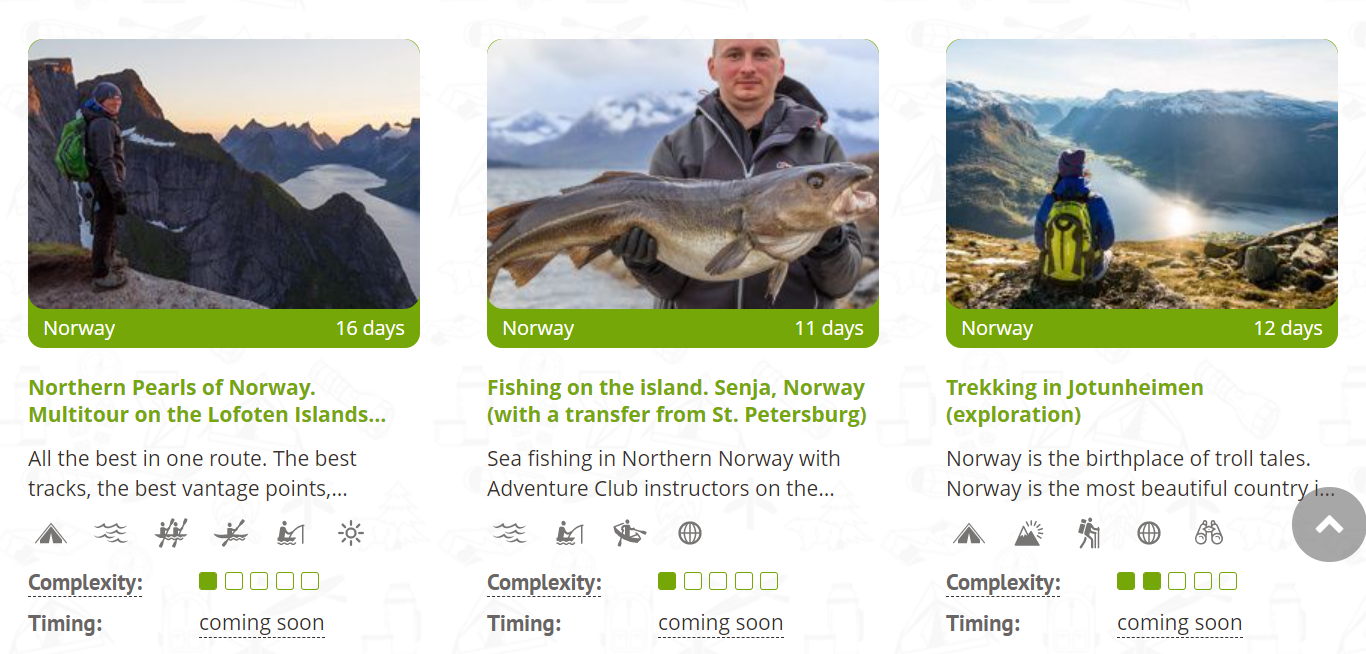 Norway 16 days
Northern Pearls of Norway.
Multitour on the Lofoten Islands...
All the best in one route. The best
tracks, the best vantage points,...
Complexity:
Timing: coming soon
Norway 11 days
Fishing on the island. Senja, Norway
(with a transfer from St. Petersburg)
Sea fishing in Northern Norway with
Adventure Club instructors on the...
Complexity:
Timing: coming soon
Norway 12 days
Trekking in Jotunheimen
(exploration)
Norway is the birthplace of troll tales.
Norway is the most beautiful country i...
Complexity:
Timing: coming soon